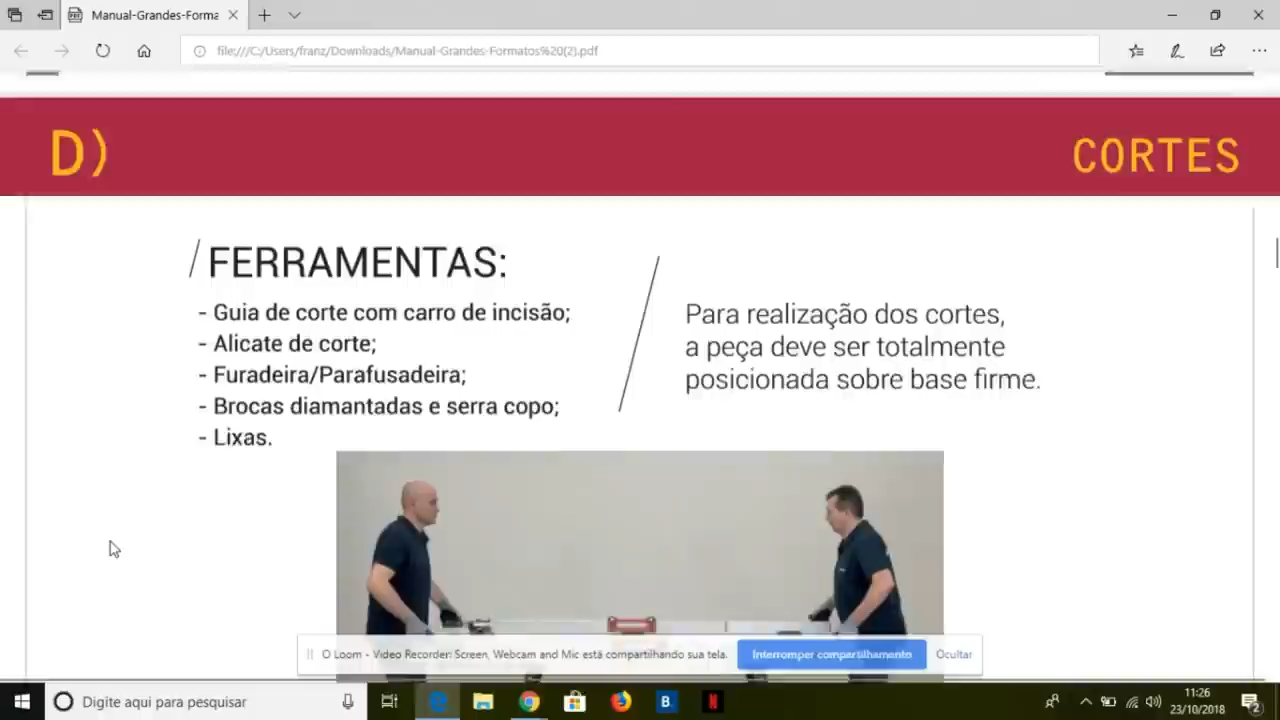 Manual-Grandes-Forma
file:///C:/Users/franz/Downloads/Manual-Grandes-Formatos%20(2).pdf
D)
CORTES
FERRAMENTAS:
- Guia de corte com carro de incisão;
- Alicate de corte;
- Furadeira/Parafusadeira;
- Brocas diamantadas e serra copo;
- Lixas.
Para realização dos cortes,
a peça deve ser totalmente
posicionada sobre base firme.
O Loom - Video Recorder: Screen, Webcam and Mic está compartilhando sua tela.
Interromper compartilhamento
Ocultar
Digite aqui para pesquisar
B.
N
11:26
23/10/2018
2